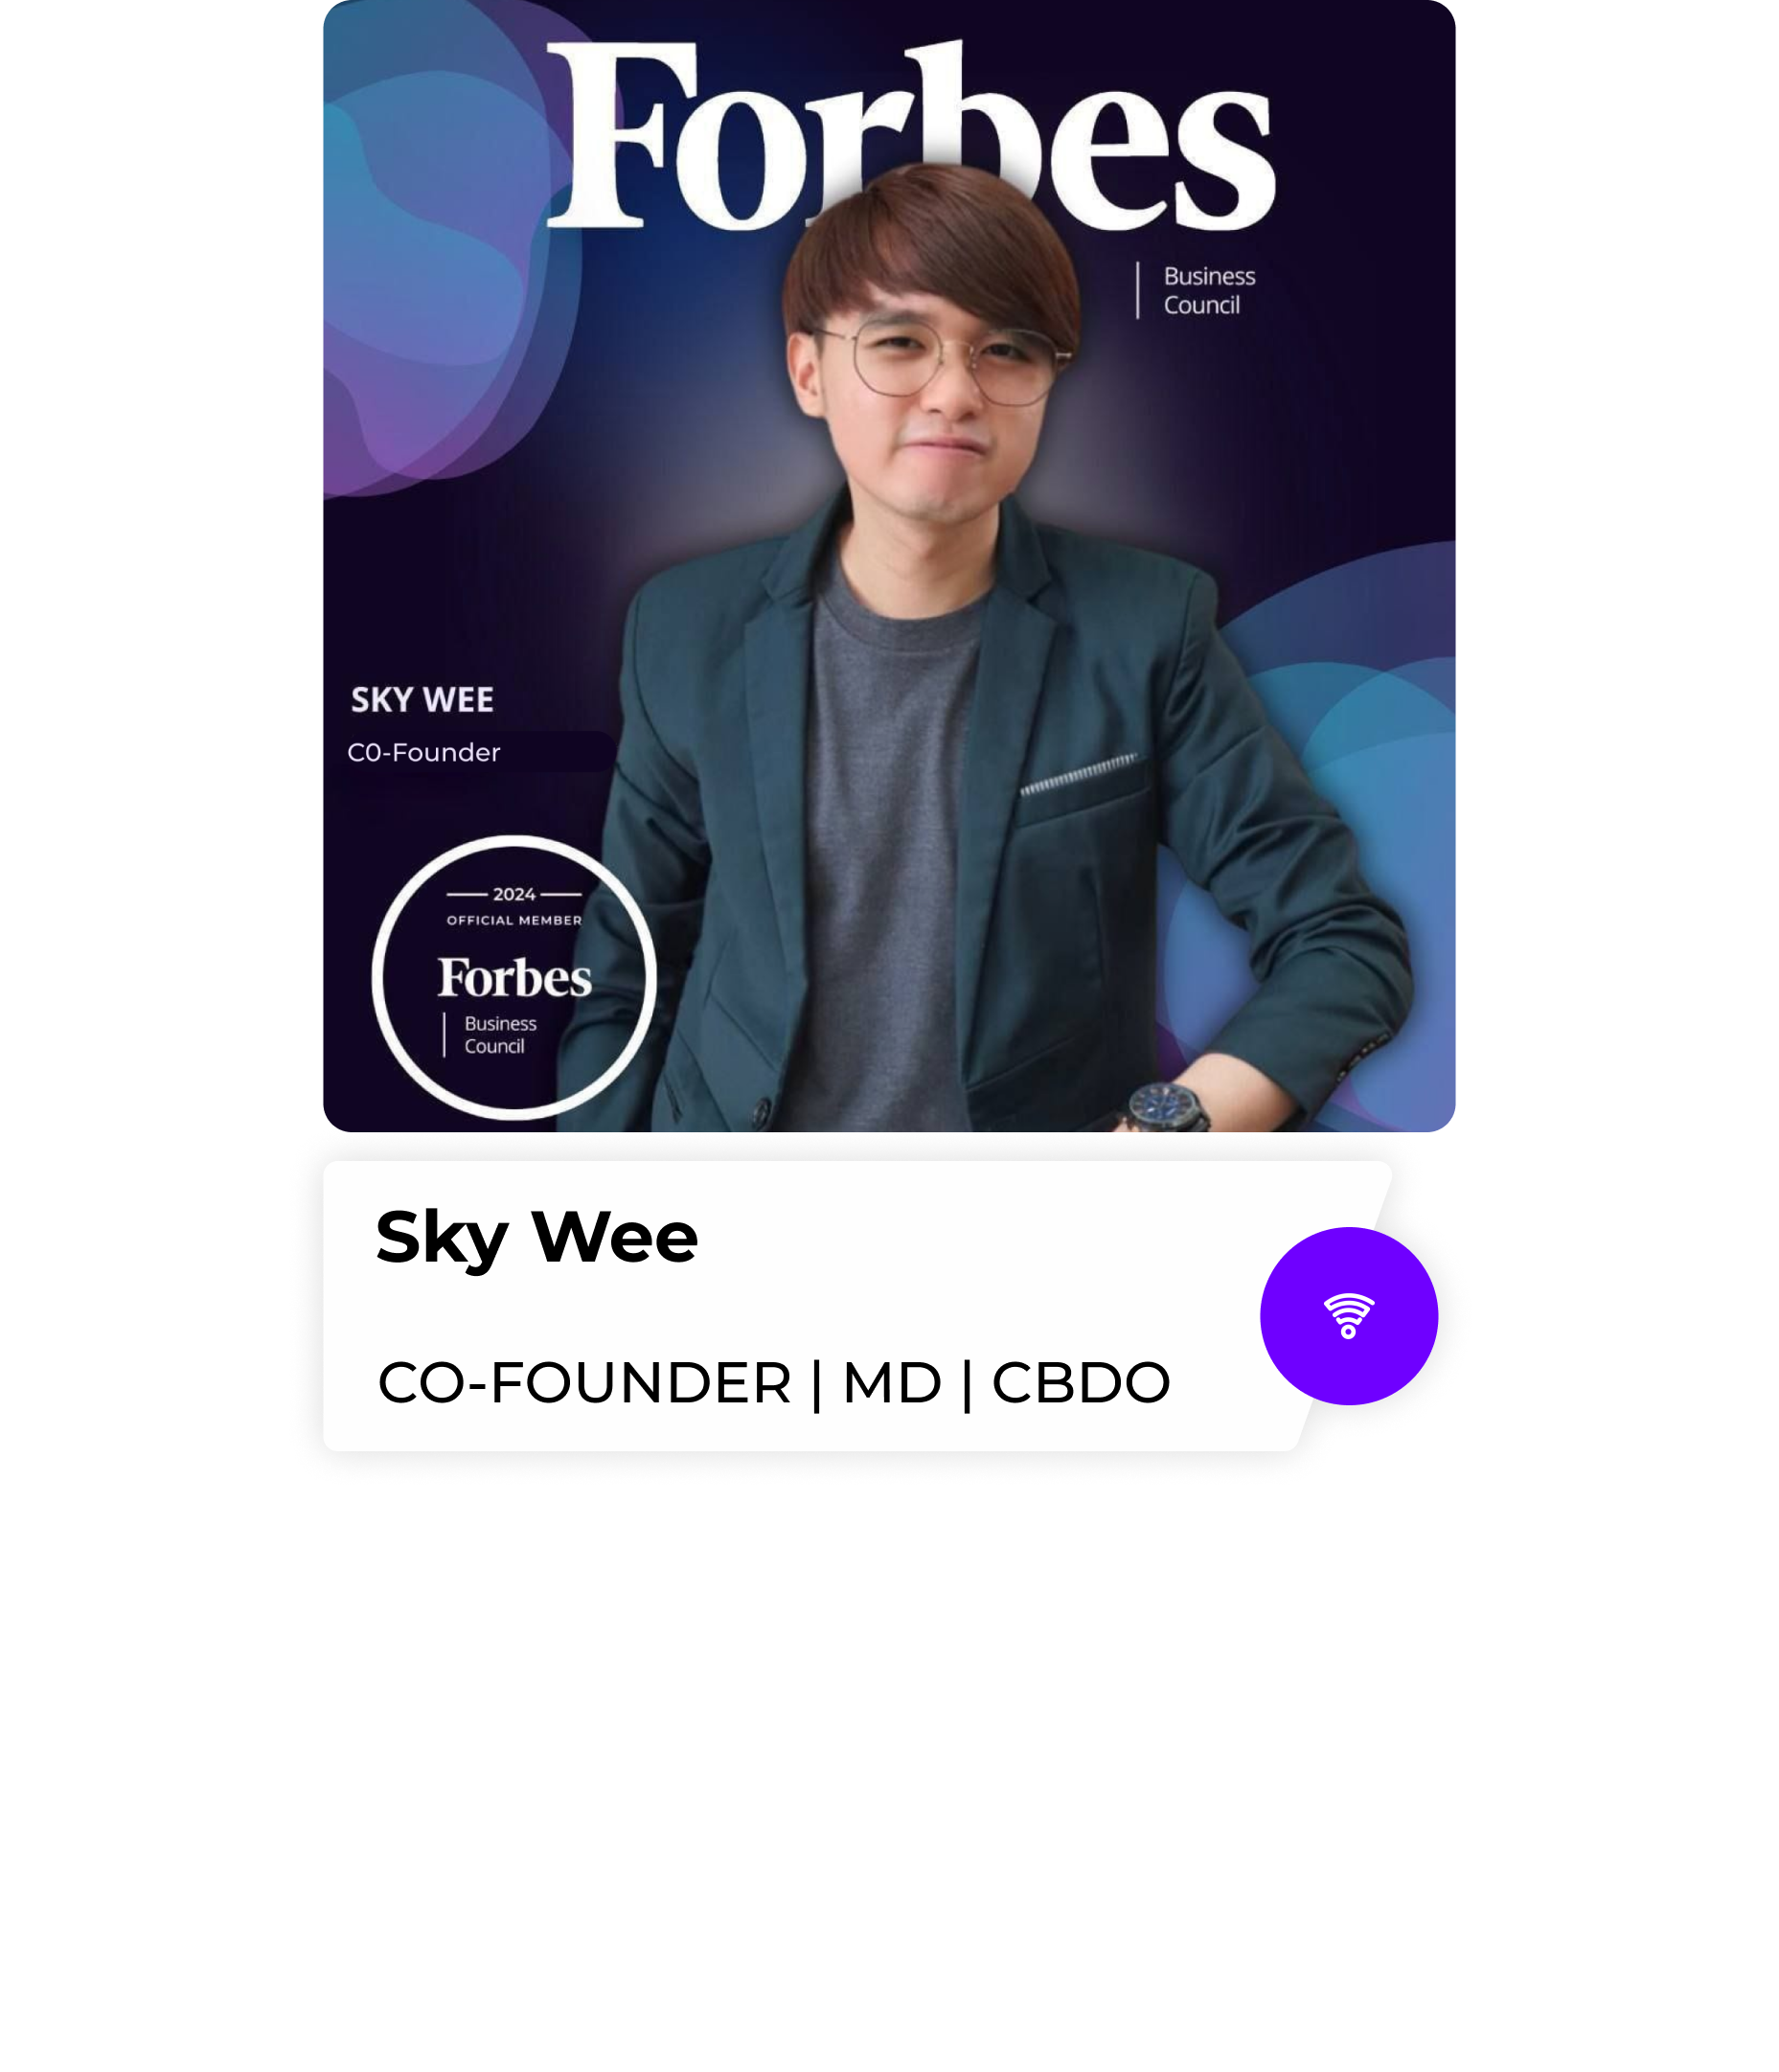 Forbes
Business
Council
SKY WEE
C0-Founder
2024
OFFICIAL MEMBER
Forbes
Business
Council
Sky Wee
CO-FOUNDER | MD | CBDO